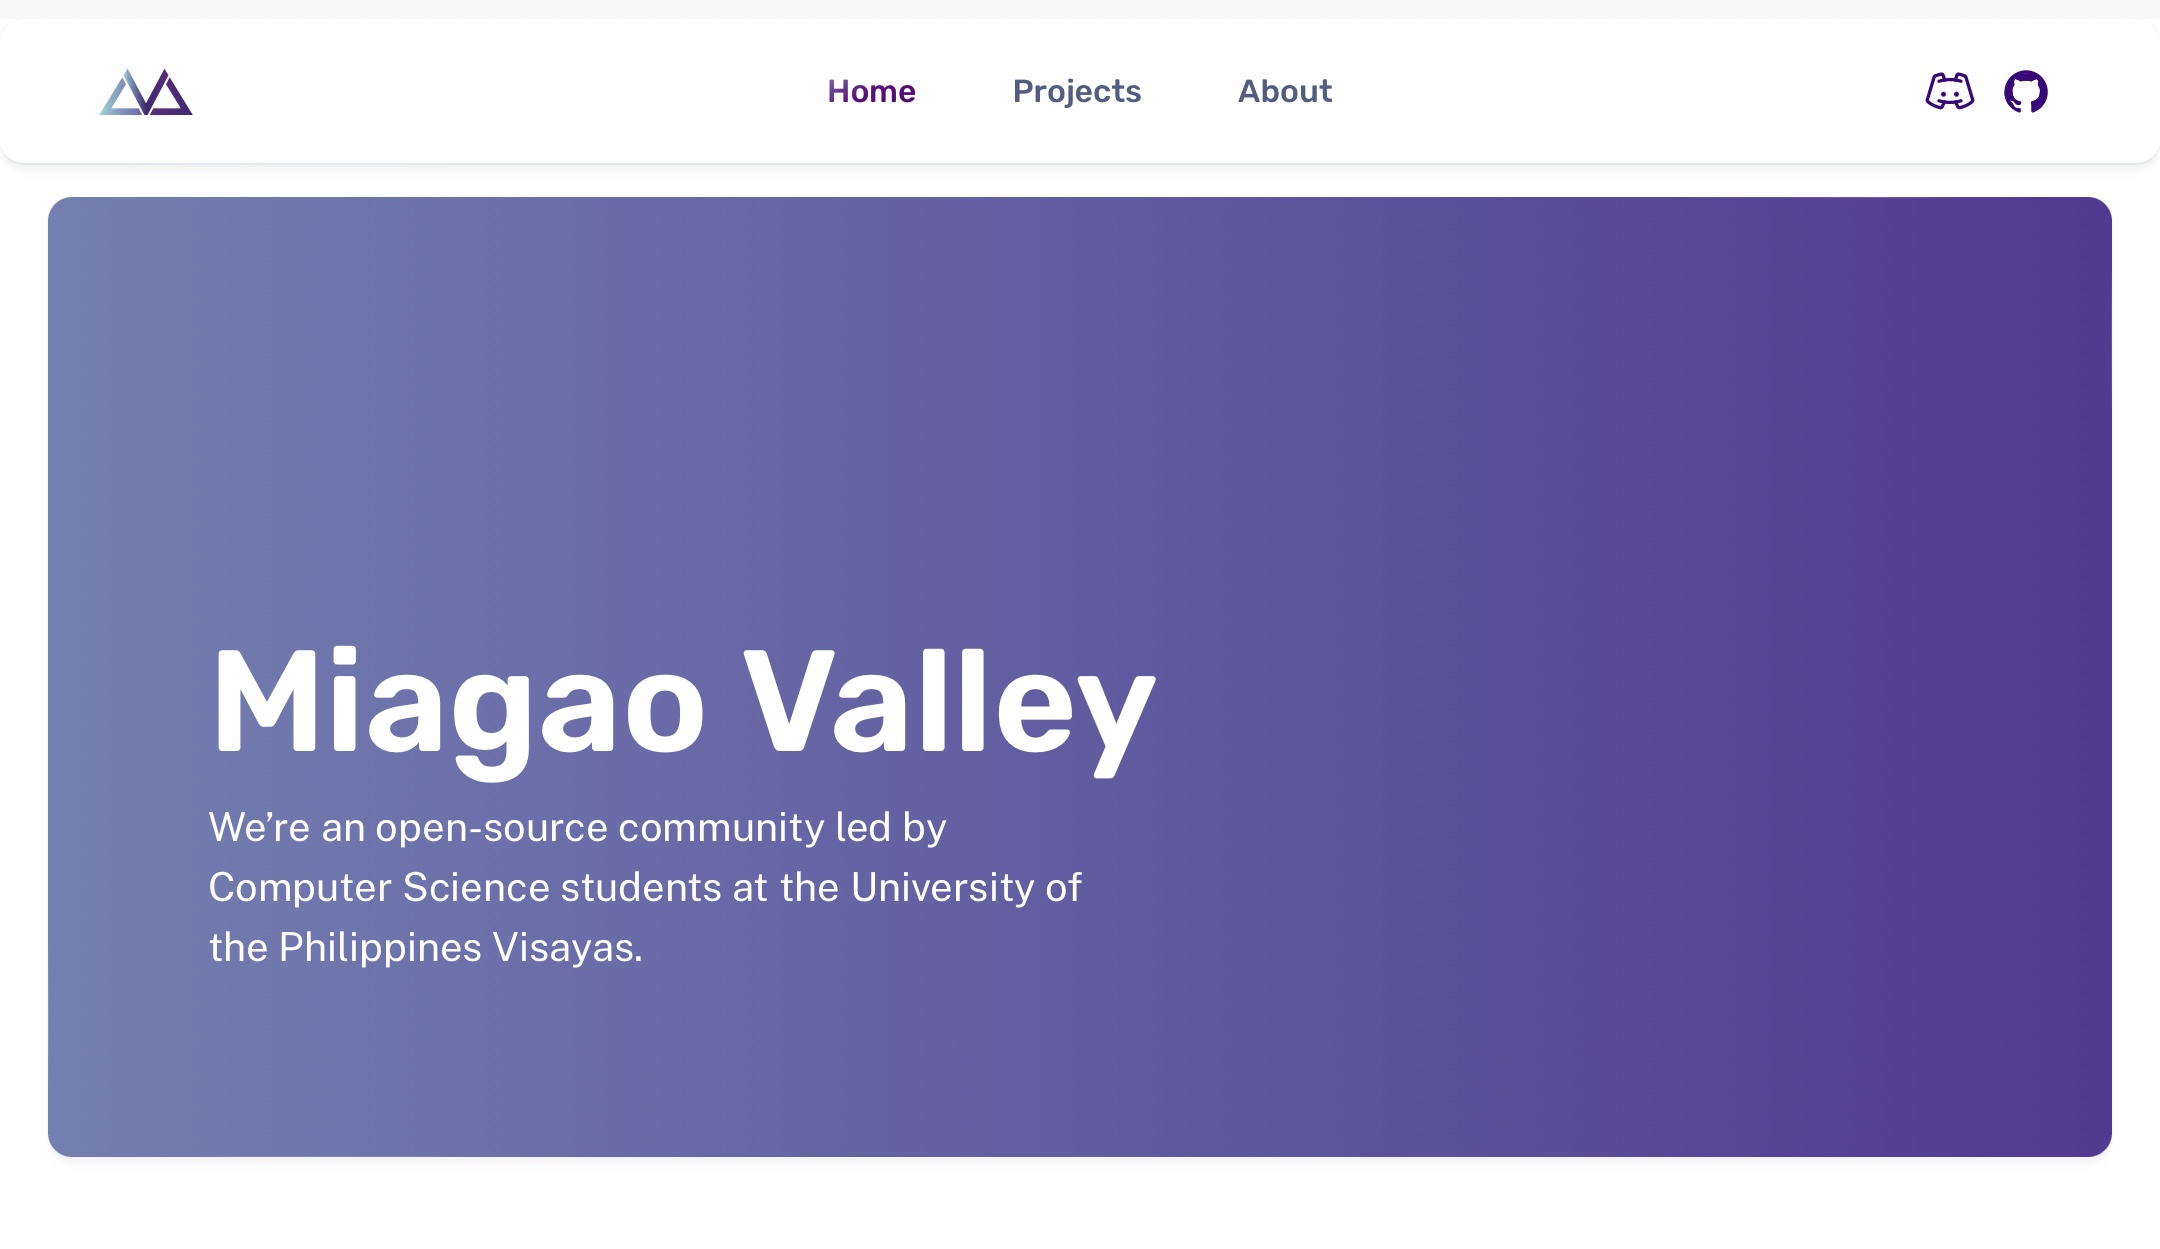 Home
Projects
About
Miagao Valley
We’re an open-source community led by
Computer Science students at the University of
the Philippines Visayas.